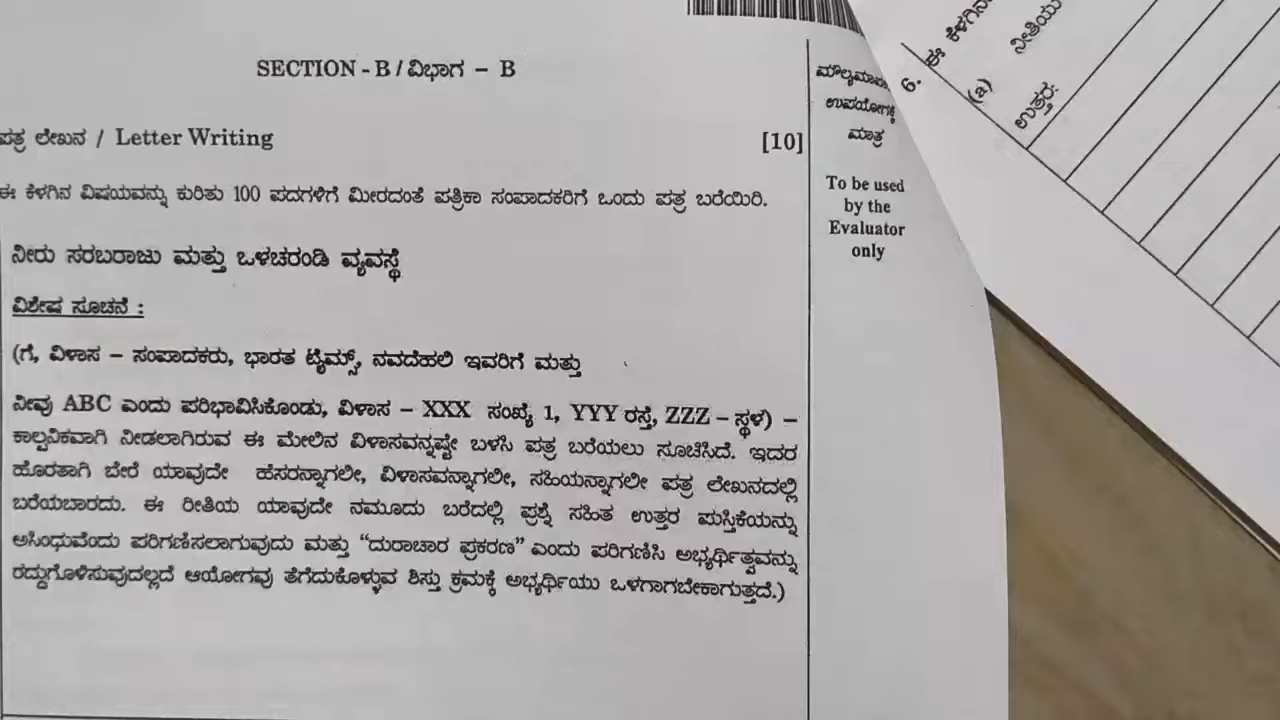 SECTION - B / ವಿಭಾಗ – B
ಪತ್ರ ಲೇಖನ / Letter Writing [10]
ಈ ಕೆಳಗಿನ ವಿಷಯವನ್ನು ಕುರಿತು 100 ಪದಗಳಿಗೆ ಮೀರದಂತೆ ಪತ್ರಿಕಾ ಸಂಪಾದಕರಿಗೆ ಒಂದು ಪತ್ರ ಬರೆಯಿರಿ.
ನೀರು ಸರಬರಾಜು ಮತ್ತು ಒಳಚರಂಡಿ ವ್ಯವಸ್ಥೆ
ವಿಶೇಷ ಸೂಚನೆ :
(ಗೆ, ವಿಳಾಸ – ಸಂಪಾದಕರು, ಭಾರತ ಟೈಮ್ಸ್, ನವದೆಹಲಿ ಇವರಿಗೆ ಮತ್ತು
ನೀವು ABC ಎಂದು ಪರಿಭಾವಿಸಿಕೊಂಡು, ವಿಳಾಸ – XXX ಸಂಖ್ಯೆ 1, YYY ರಸ್ತೆ, ZZZ – ಸ್ಥಳ) –
ಕಾಲ್ಪನಿಕವಾಗಿ ನೀಡಲಾಗಿರುವ ಈ ಮೇಲಿನ ವಿಳಾಸವನ್ನಷ್ಟೇ ಬಳಸಿ ಪತ್ರ ಬರೆಯಲು ಸೂಚಿಸಿದೆ. ಇದರ
ಹೊರತಾಗಿ ಬೇರೆ ಯಾವುದೇ ಹೆಸರನ್ನಾಗಲೀ, ವಿಳಾಸವನ್ನಾಗಲೀ, ಸಹಿಯನ್ನಾಗಲೀ ಪತ್ರ ಲೇಖನದಲ್ಲಿ
ಬರೆಯಬಾರದು. ಈ ರೀತಿಯ ಯಾವುದೇ ನಮೂದು ಬರೆದಲ್ಲಿ ಪ್ರಶ್ನೆ ಸಹಿತ ಉತ್ತರ ಪುಸ್ತಿಕೆಯನ್ನು
ಅಸಿಂಧುವೆಂದು ಪರಿಗಣಿಸಲಾಗುವುದು ಮತ್ತು "ದುರಾಚಾರ ಪ್ರಕರಣ" ಎಂದು ಪರಿಗಣಿಸಿ ಅಭ್ಯರ್ಥಿತ್ವವನ್ನು
ರದ್ದುಗೊಳಿಸುವುದಲ್ಲದೆ ಆಯೋಗವು ತೆಗೆದುಕೊಳ್ಳುವ ಶಿಸ್ತು ಕ್ರಮಕ್ಕೆ ಅಭ್ಯರ್ಥಿಯು ಒಳಗಾಗಬೇಕಾಗುತ್ತದೆ.)
ಉಪಯೋಗಕ್ಕೆ
ಮಾತ್ರ
To be used
by the
Evaluator
only
6. ಈ
(a) ನೀತಿಯು
ಉತ್ತರ: